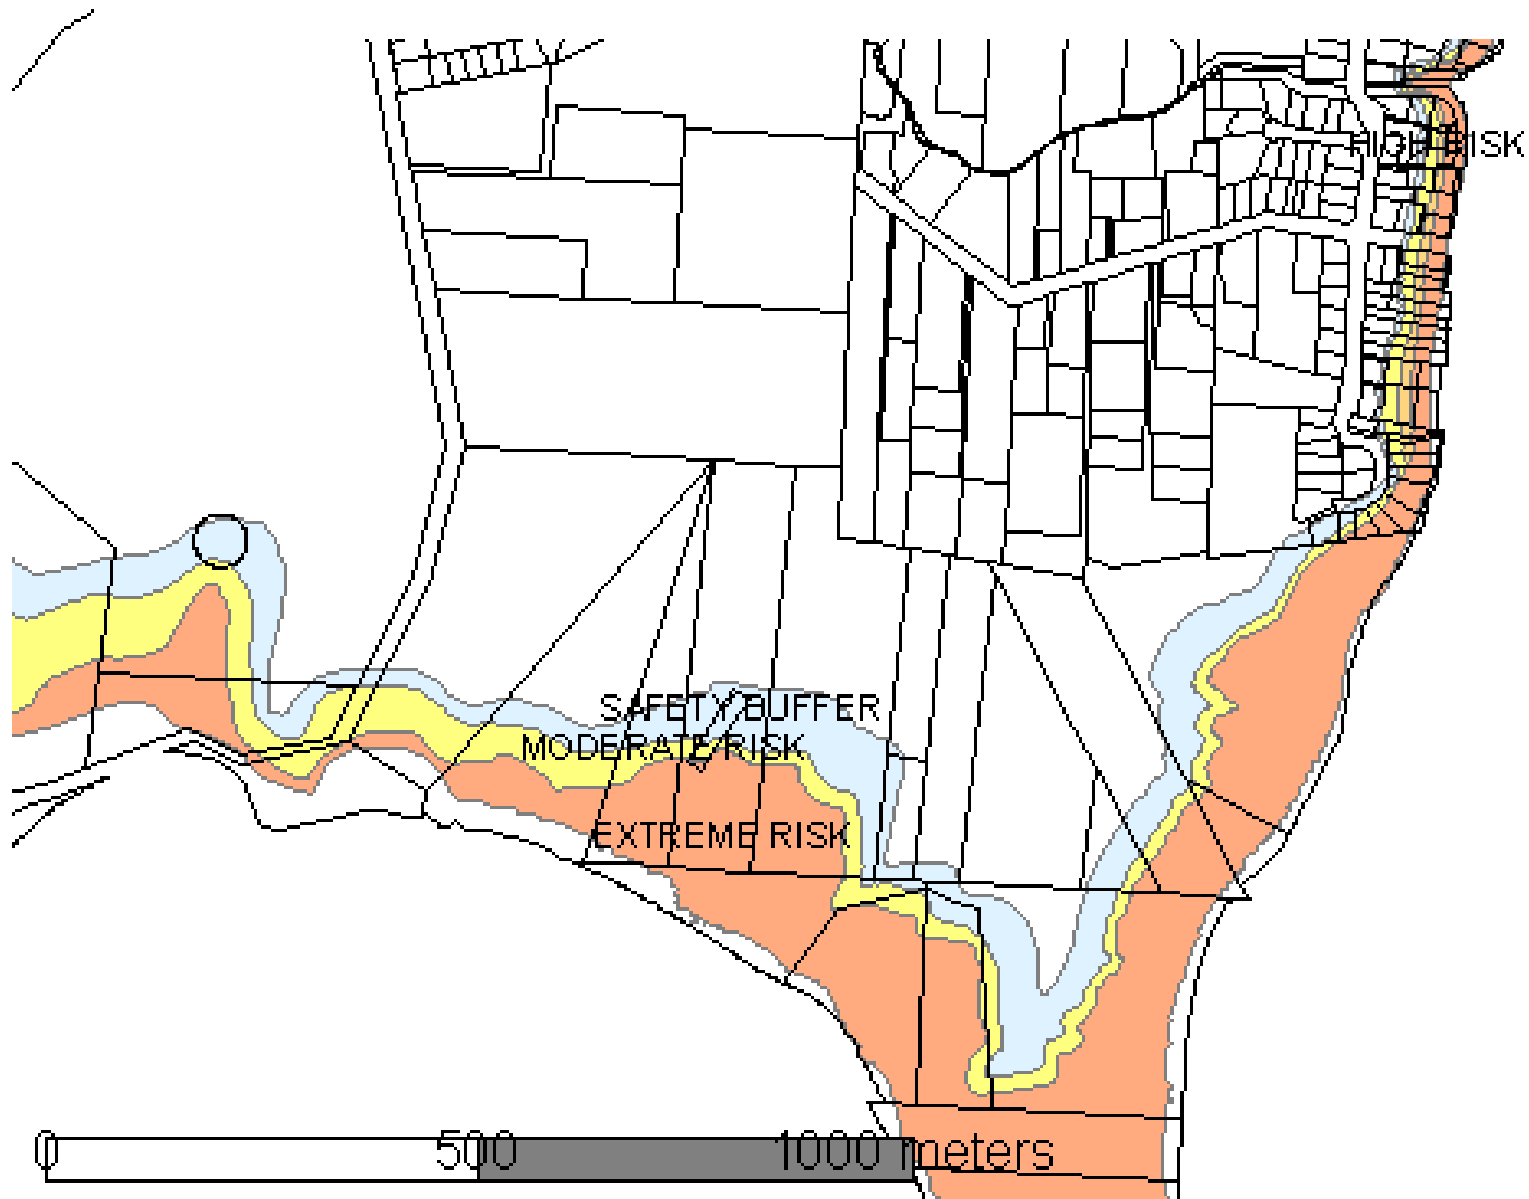 HIGH RISK
SAFETY BUFFER
MODERATE RISK
EXTREME RISK
0 500 1000 meters